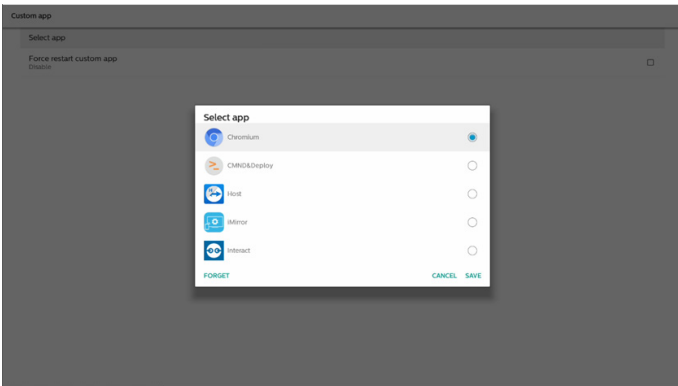 Custom app
Select app
Force restart custom app
Disable
Select app
Chromium
CMND&Deploy
Host
iMirror
Interact
FORGET CANCEL SAVE